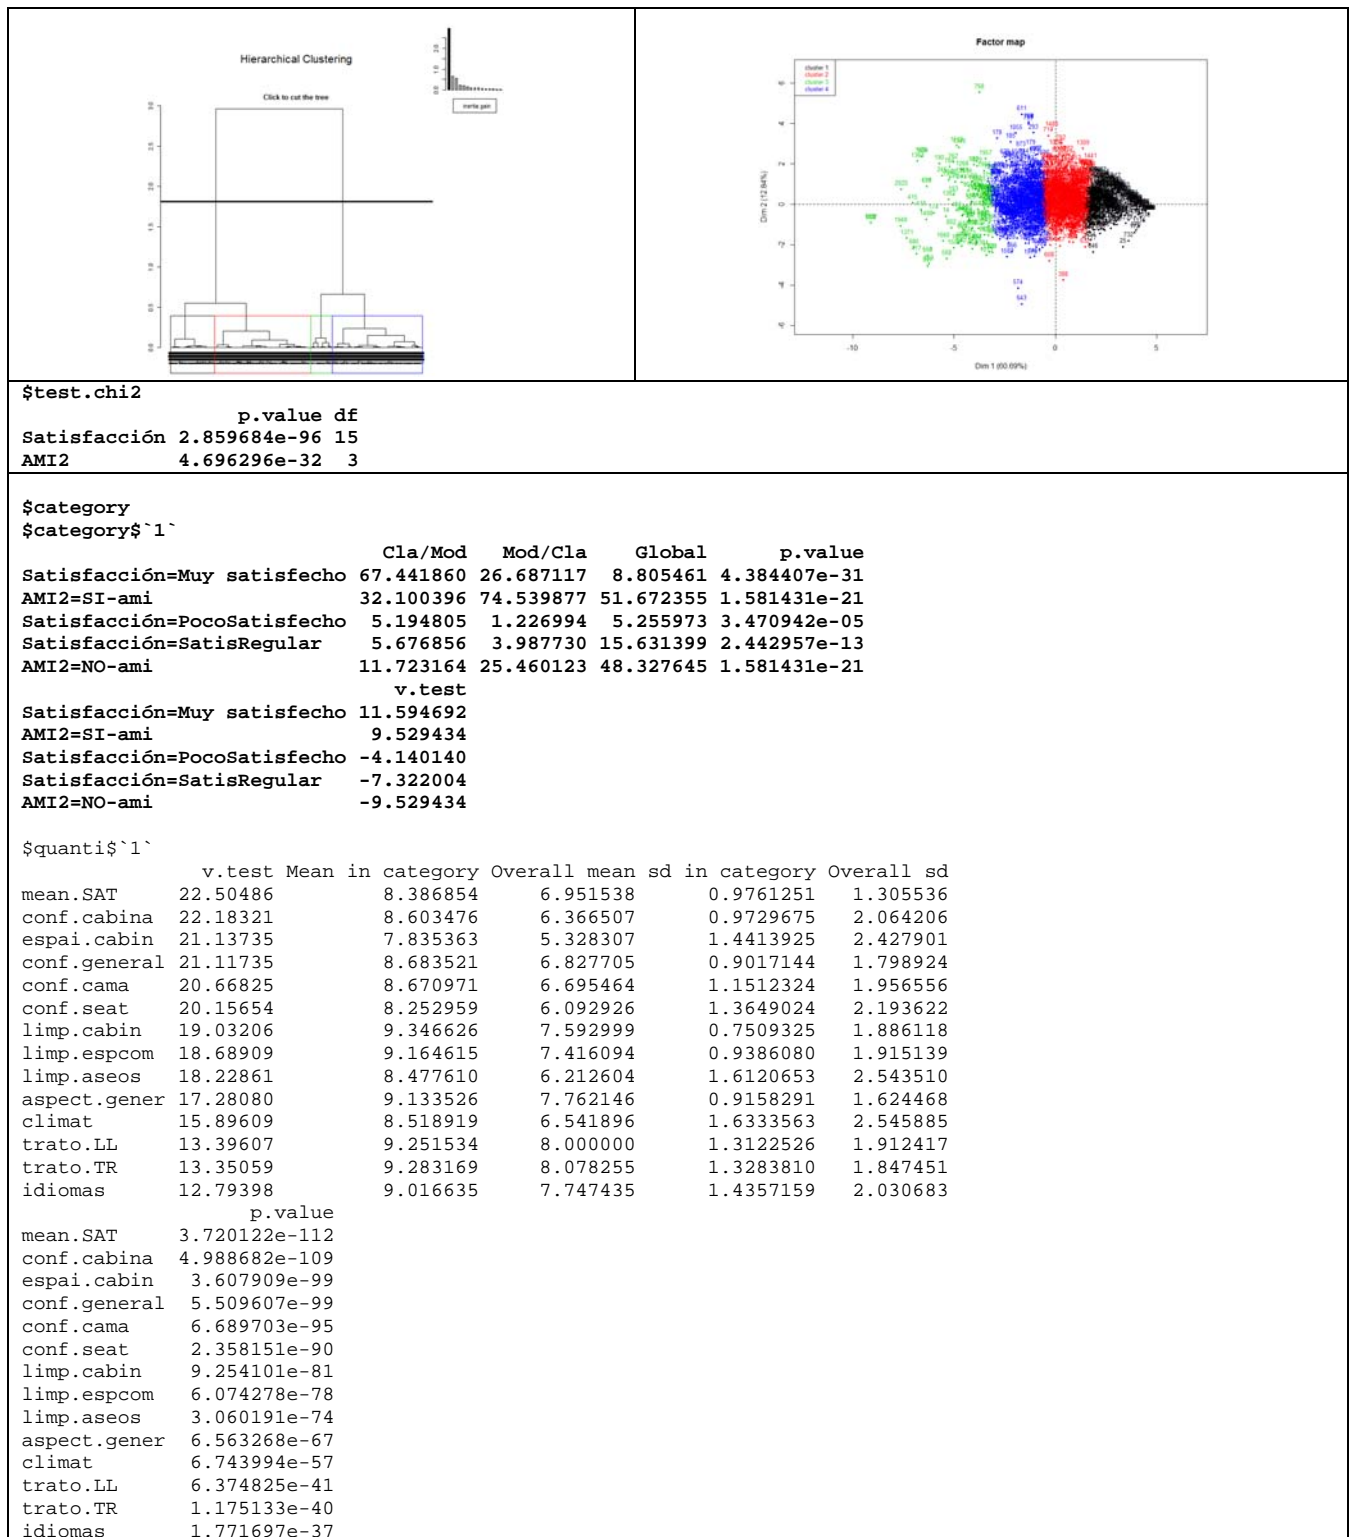 Hierarchical Clustering
Click to cut the tree
inertia gain
Factor map
cluster 1
cluster 2
cluster 3
cluster 4
Dim 2 (12.84%)
-10 -5 0 5
Dim 1 (60.69%)
$test.chi2
p.value df
Satisfacción 2.859684e-96 15
AMI2 4.696296e-32 3
$category
$category$`1`
Cla/Mod Mod/Cla Global p.value
Satisfacción=Muy satisfecho 67.441860 26.687117 8.805461 4.384407e-31
AMI2=SI-ami 32.100396 74.539877 51.672355 1.581431e-21
Satisfacción=PocoSatisfecho 5.194805 1.226994 5.255973 3.470942e-05
Satisfacción=SatisRegular 5.676856 3.987730 15.631399 2.442957e-13
AMI2=NO-ami 11.723164 25.460123 48.327645 1.581431e-21
v.test
Satisfacción=Muy satisfecho 11.594692
AMI2=SI-ami 9.529434
Satisfacción=PocoSatisfecho -4.140140
Satisfacción=SatisRegular -7.322004
AMI2=NO-ami -9.529434
$quanti$`1`
v.test Mean in category Overall mean sd in category Overall sd
mean.SAT 22.50486 8.386854 6.951538 0.9761251 1.305536
conf.cabina 22.18321 8.603476 6.366507 0.9729675 2.064206
espai.cabin 21.13735 7.835363 5.328307 1.4413925 2.427901
conf.general 21.11735 8.683521 6.827705 0.9017144 1.798924
conf.cama 20.66825 8.670971 6.695464 1.1512324 1.956556
conf.seat 20.15654 8.252959 6.092926 1.3649024 2.193622
limp.cabin 19.03206 9.346626 7.592999 0.7509325 1.886118
limp.espcom 18.68909 9.164615 7.416094 0.9386080 1.915139
limp.aseos 18.22861 8.477610 6.212604 1.6120653 2.543510
aspect.gener 17.28080 9.133526 7.762146 0.9158291 1.624468
climat 15.89609 8.518919 6.541896 1.6333563 2.545885
trato.LL 13.39607 9.251534 8.000000 1.3122526 1.912417
trato.TR 13.35059 9.283169 8.078255 1.3283810 1.847451
idiomas 12.79398 9.016635 7.747435 1.4357159 2.030683
p.value
mean.SAT 3.720122e-112
conf.cabina 4.988682e-109
espai.cabin 3.607909e-99
conf.general 5.509607e-99
conf.cama 6.689703e-95
conf.seat 2.358151e-90
limp.cabin 9.254101e-81
limp.espcom 6.074278e-78
limp.aseos 3.060191e-74
aspect.gener 6.563268e-67
climat 6.743994e-57
trato.LL 6.374825e-41
trato.TR 1.175133e-40
idiomas 1.771697e-37